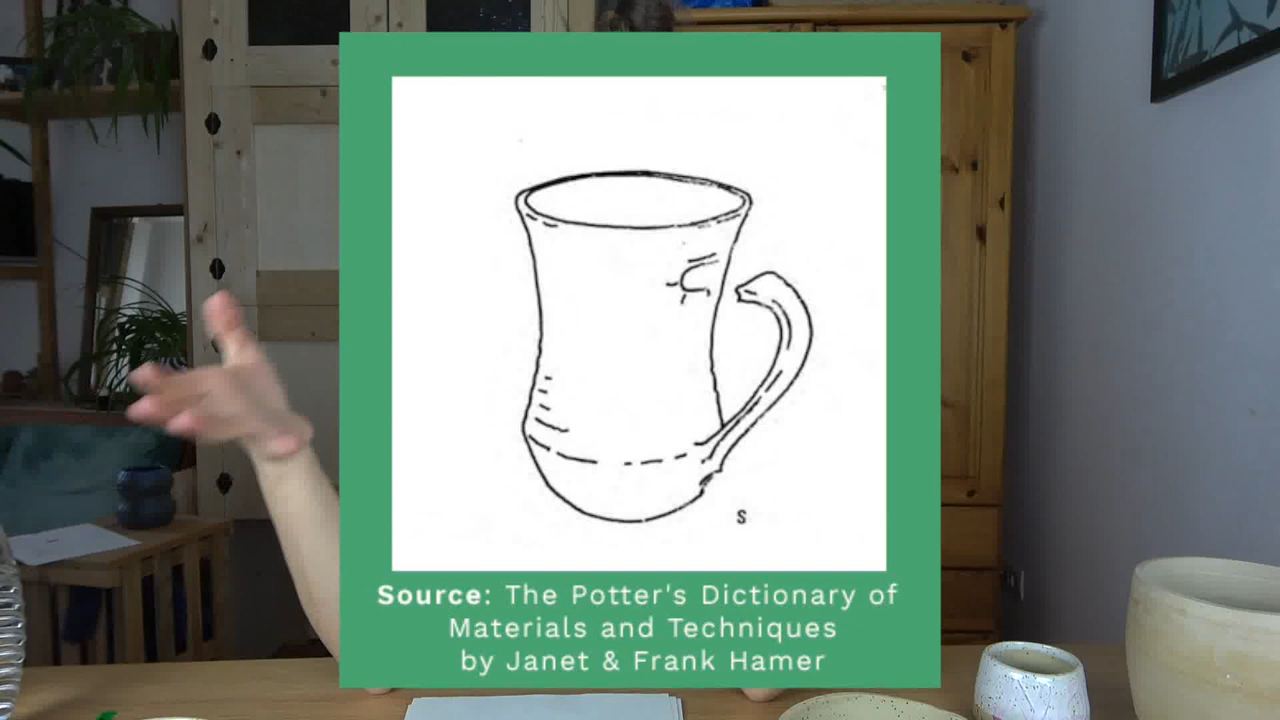 S
Source: The Potter's Dictionary of
Materials and Techniques
by Janet & Frank Hamer